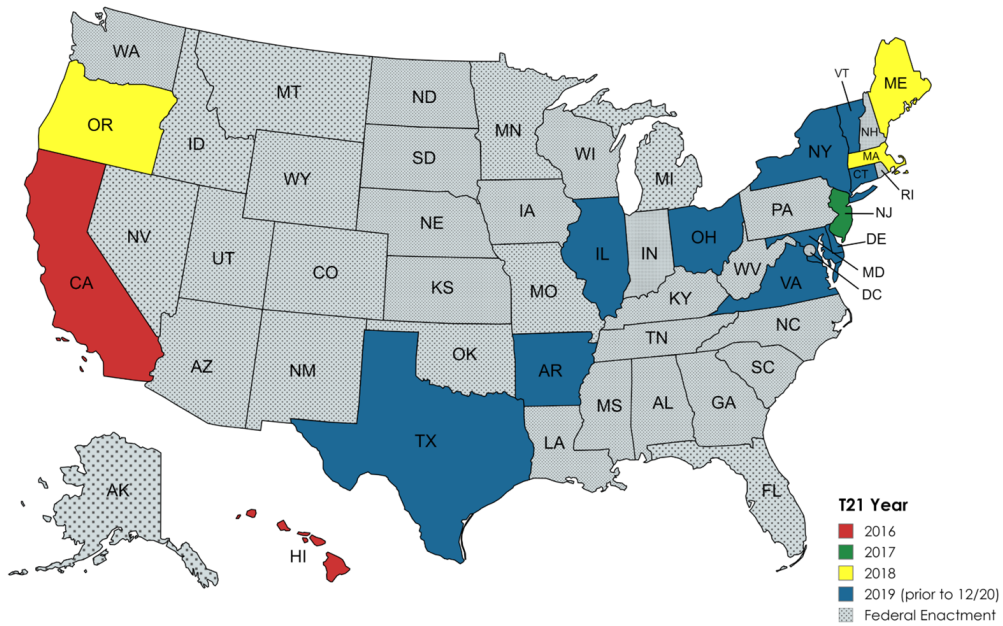 WA
OR
CA
NV
ID
MT
WY
UT
AZ
CO
NM
ND
SD
NE
KS
OK
TX
MN
IA
MO
AR
LA
WI
IL
MI
IN
OH
KY
TN
MS
AL
GA
FL
SC
NC
VA
WV
PA
NY
VT
NH
ME
MA
CT
RI
NJ
DE
MD
DC
AK
HI
T21 Year
2016
2017
2018
2019 (prior to 12/20)
Federal Enactment